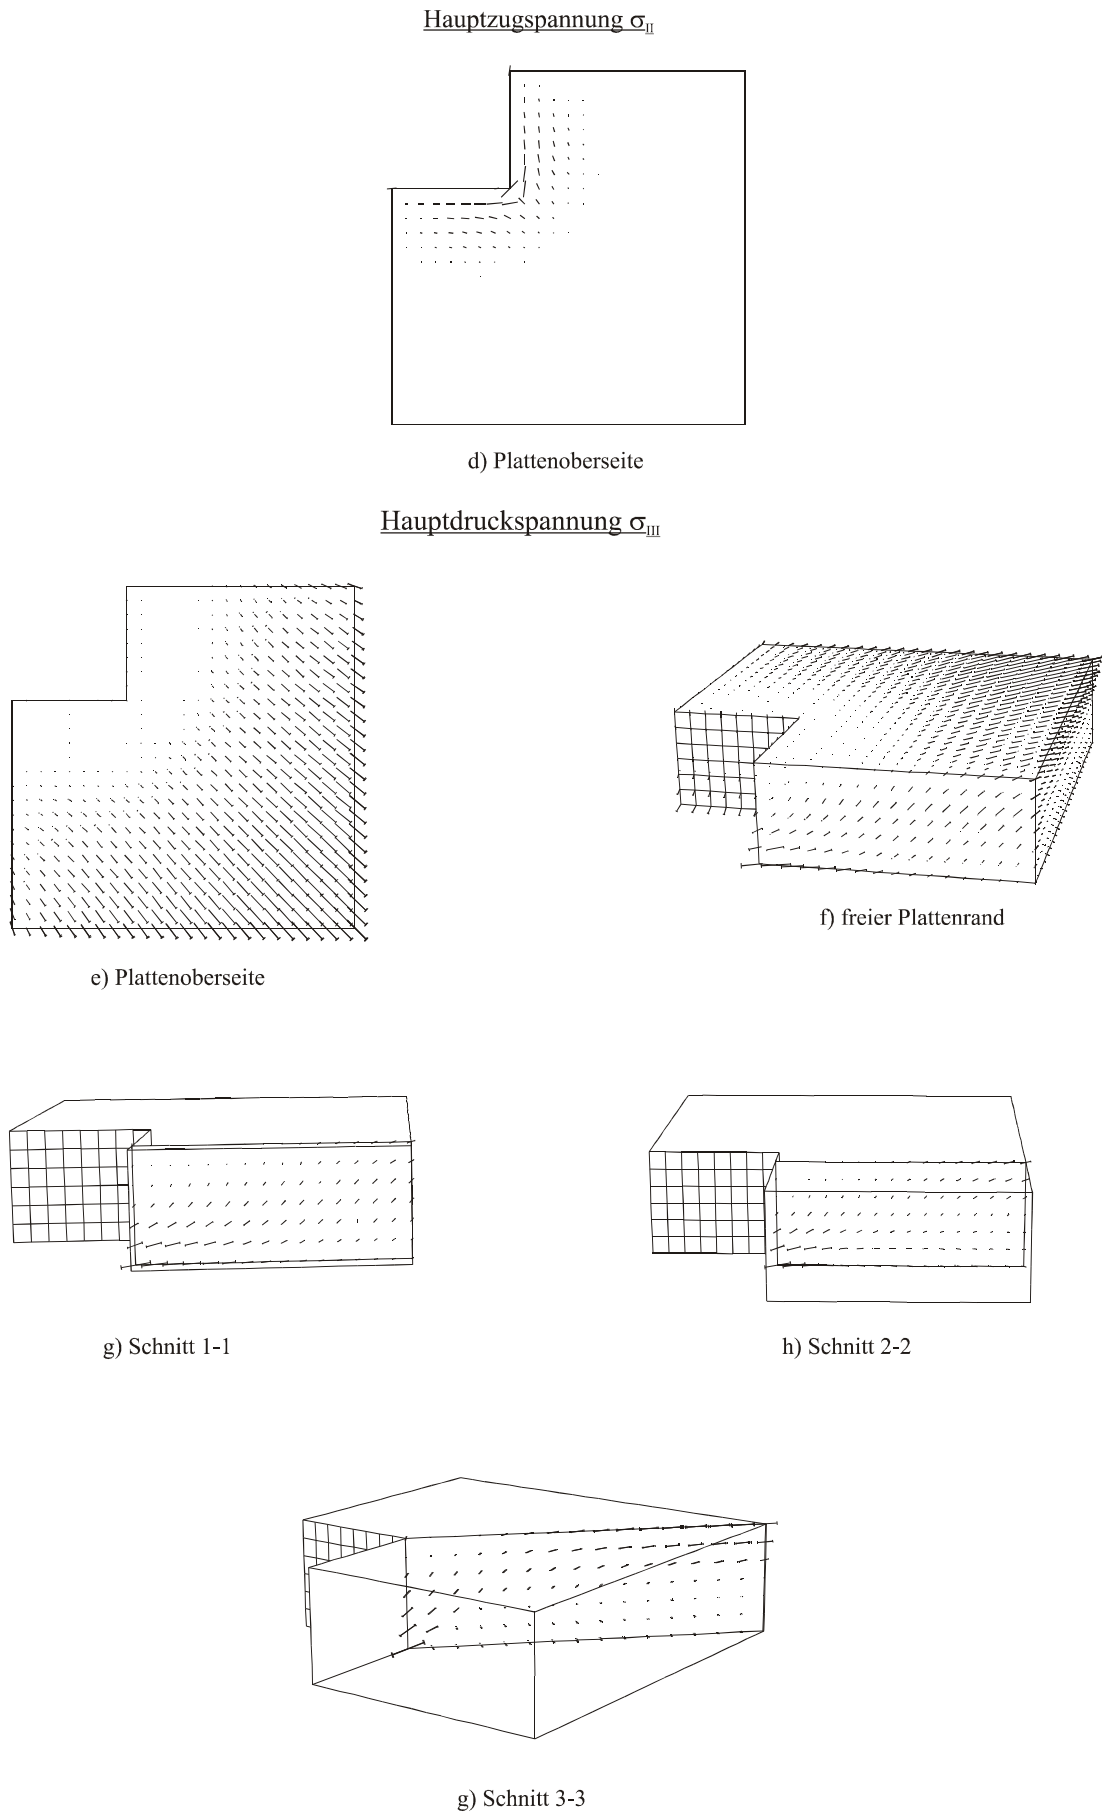 Hauptzugspannung σII
d) Plattenoberseite
Hauptdruckspannung σIII
e) Plattenoberseite
f) freier Plattenrand
g) Schnitt 1-1
h) Schnitt 2-2
g) Schnitt 3-3